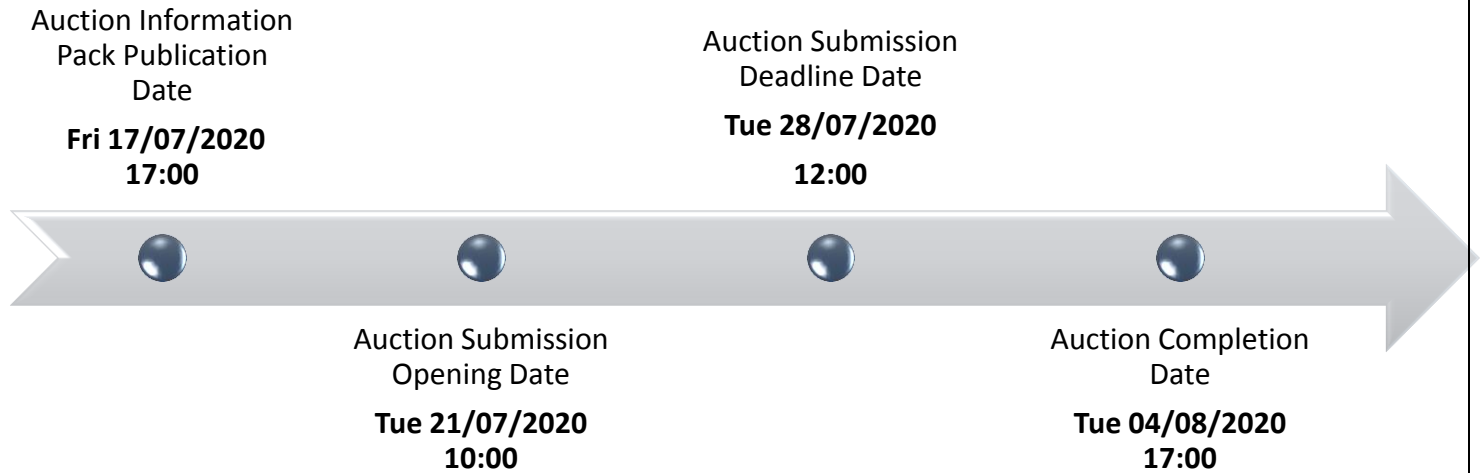 Auction Information
Pack Publication
Date
Fri 17/07/2020
17:00
Auction Submission
Opening Date
Tue 21/07/2020
10:00
Auction Submission
Deadline Date
Tue 28/07/2020
12:00
Auction Completion
Date
Tue 04/08/2020
17:00